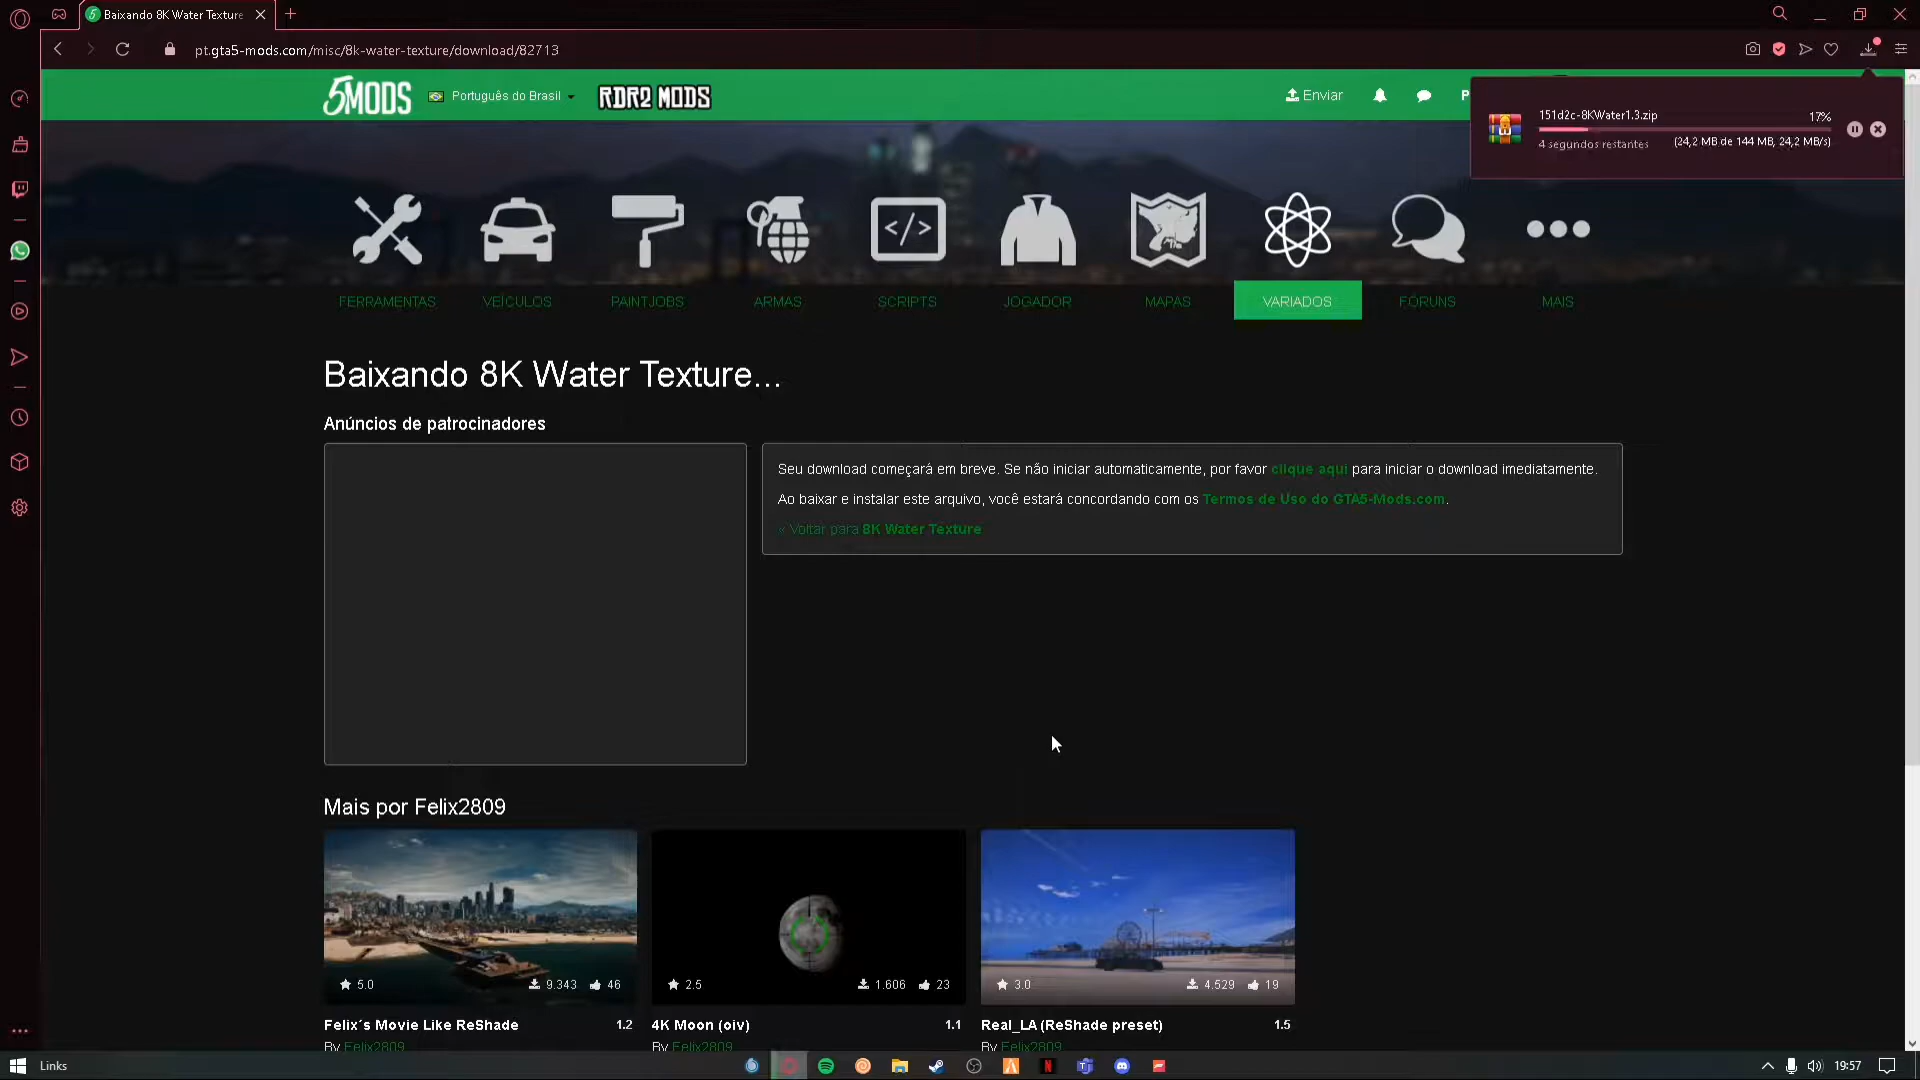 Baixando 8K Water Texture
pt.gta5-mods.com/misc/8k-water-texture/download/82713
5MODS
Português do Brasil
RDR2 MODS
Enviar
P
151d2c-8KWater1.3.zip
17%
4 segundos restantes
(24,2 MB de 144 MB, 24,2 MB/s)
FERRAMENTAS
VEÍCULOS
PAINTJOBS
ARMAS
SCRIPTS
JOGADOR
MAPAS
VARIADOS
FÓRUNS
MAIS
Baixando 8K Water Texture...
Anúncios de patrocinadores
Seu download começará em breve. Se não iniciar automaticamente, por favor clique aqui para iniciar o download imediatamente.
Ao baixar e instalar este arquivo, você estará concordando com os Termos de Uso do GTA5-Mods.com.
« Voltar para 8K Water Texture
Mais por Felix2809
5.0
9.343
46
2.5
1.606
23
3.0
4.529
19
Felix´s Movie Like ReShade
1.2
4K Moon (oiv)
1.1
Real_LA (ReShade preset)
1.5
By Felix2809
By Felix2809
By Felix2809
Links
19:57